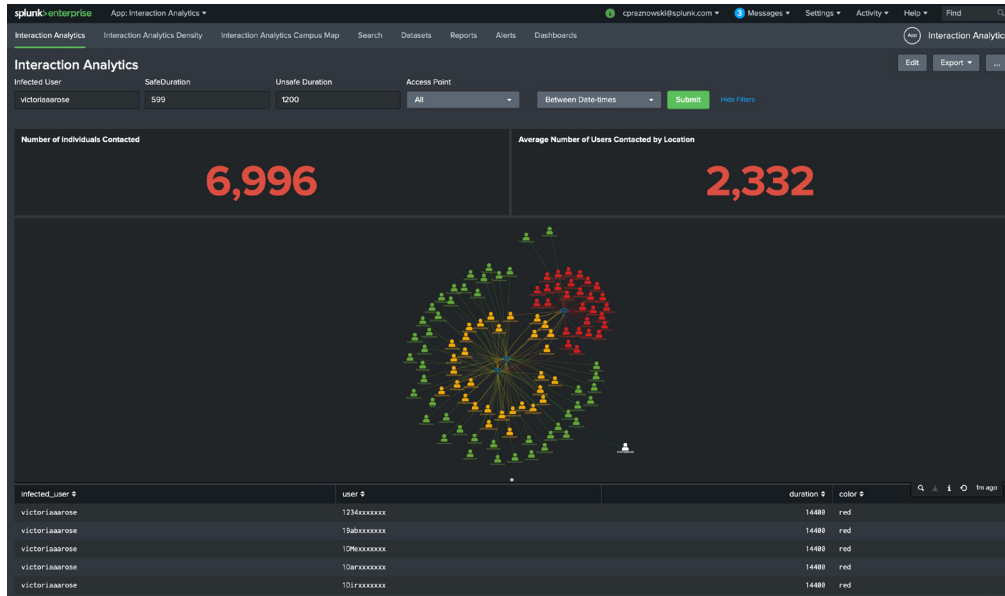 splunk>enterprise App: Interaction Analytics cpraznowski@splunk.com 3 Messages Settings Activity Help Find
Interaction Analytics Interaction Analytics Density Interaction Analytics Campus Map Search Datasets Reports Alerts Dashboards App Interaction Analytic
Interaction Analytics Edit Export ...
Infected User SafeDuration Unsafe Duration Access Point
victoriaaarose 599 1200 All Between Date-times Submit Hide Filters
Number of Individuals Contacted Average Number of Users Contacted by Location
6,996 2,332
1m ago
infected_user user duration color
victoriaaarose 1234xxxxxxx 14400 red
victoriaaarose 19abxxxxxxx 14400 red
victoriaaarose 1DMexxxxxxx 14400 red
victoriaaarose 1Darxxxxxxx 14400 red
victoriaaarose 1Dirxxxxxxx 14400 red